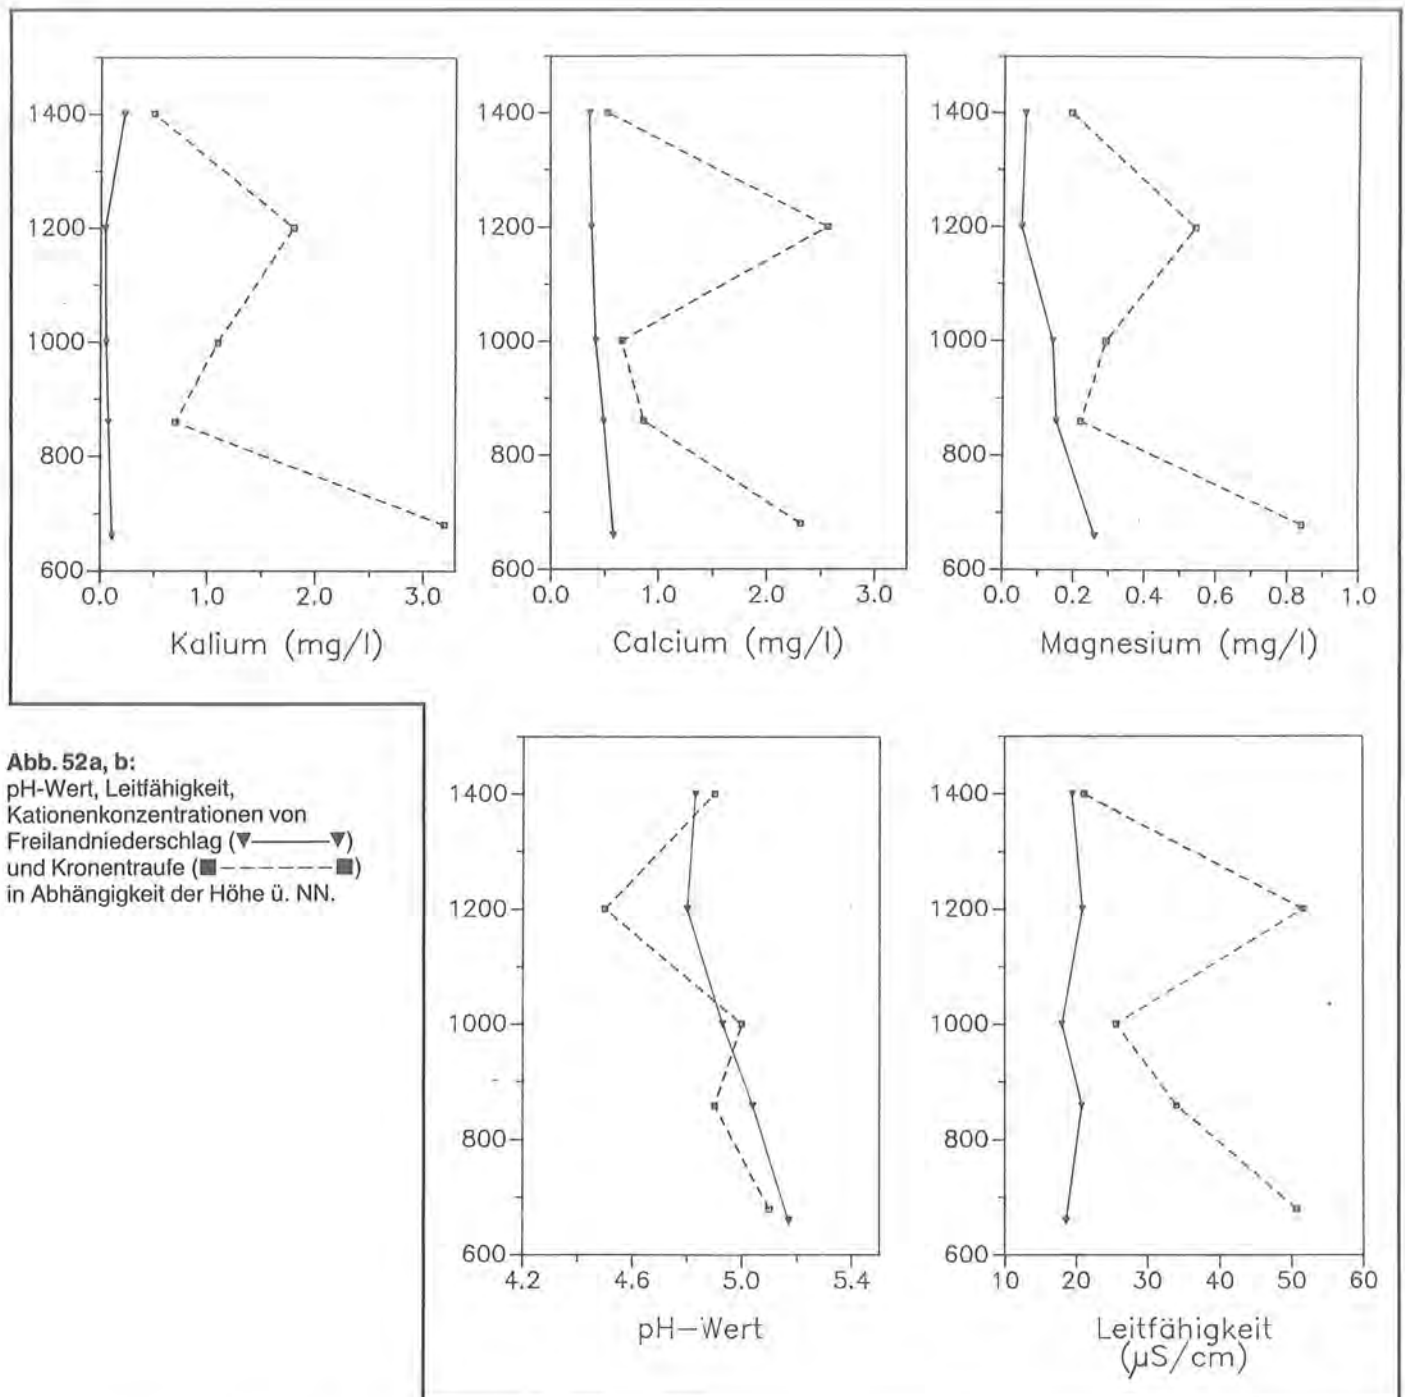 1400
1200
1000
800
600
0.0 1.0 2.0 3.0
Kalium (mg/l)
1400
1200
1000
800
600
0.0 1.0 2.0 3.0
Calcium (mg/l)
1400
1200
1000
800
600
0.0 0.2 0.4 0.6 0.8 1.0
Magnesium (mg/l)
Abb. 52a, b:
pH-Wert, Leitfähigkeit,
Kationenkonzentrationen von
Freilandniederschlag (▼———▼)
und Kronentraufe (■– – – – –■)
in Abhängigkeit der Höhe ü. NN.
1400
1200
1000
800
600
4.2 4.6 5.0 5.4
pH–Wert
1400
1200
1000
800
600
10 20 30 40 50 60
Leitfähigkeit
(µS/cm)